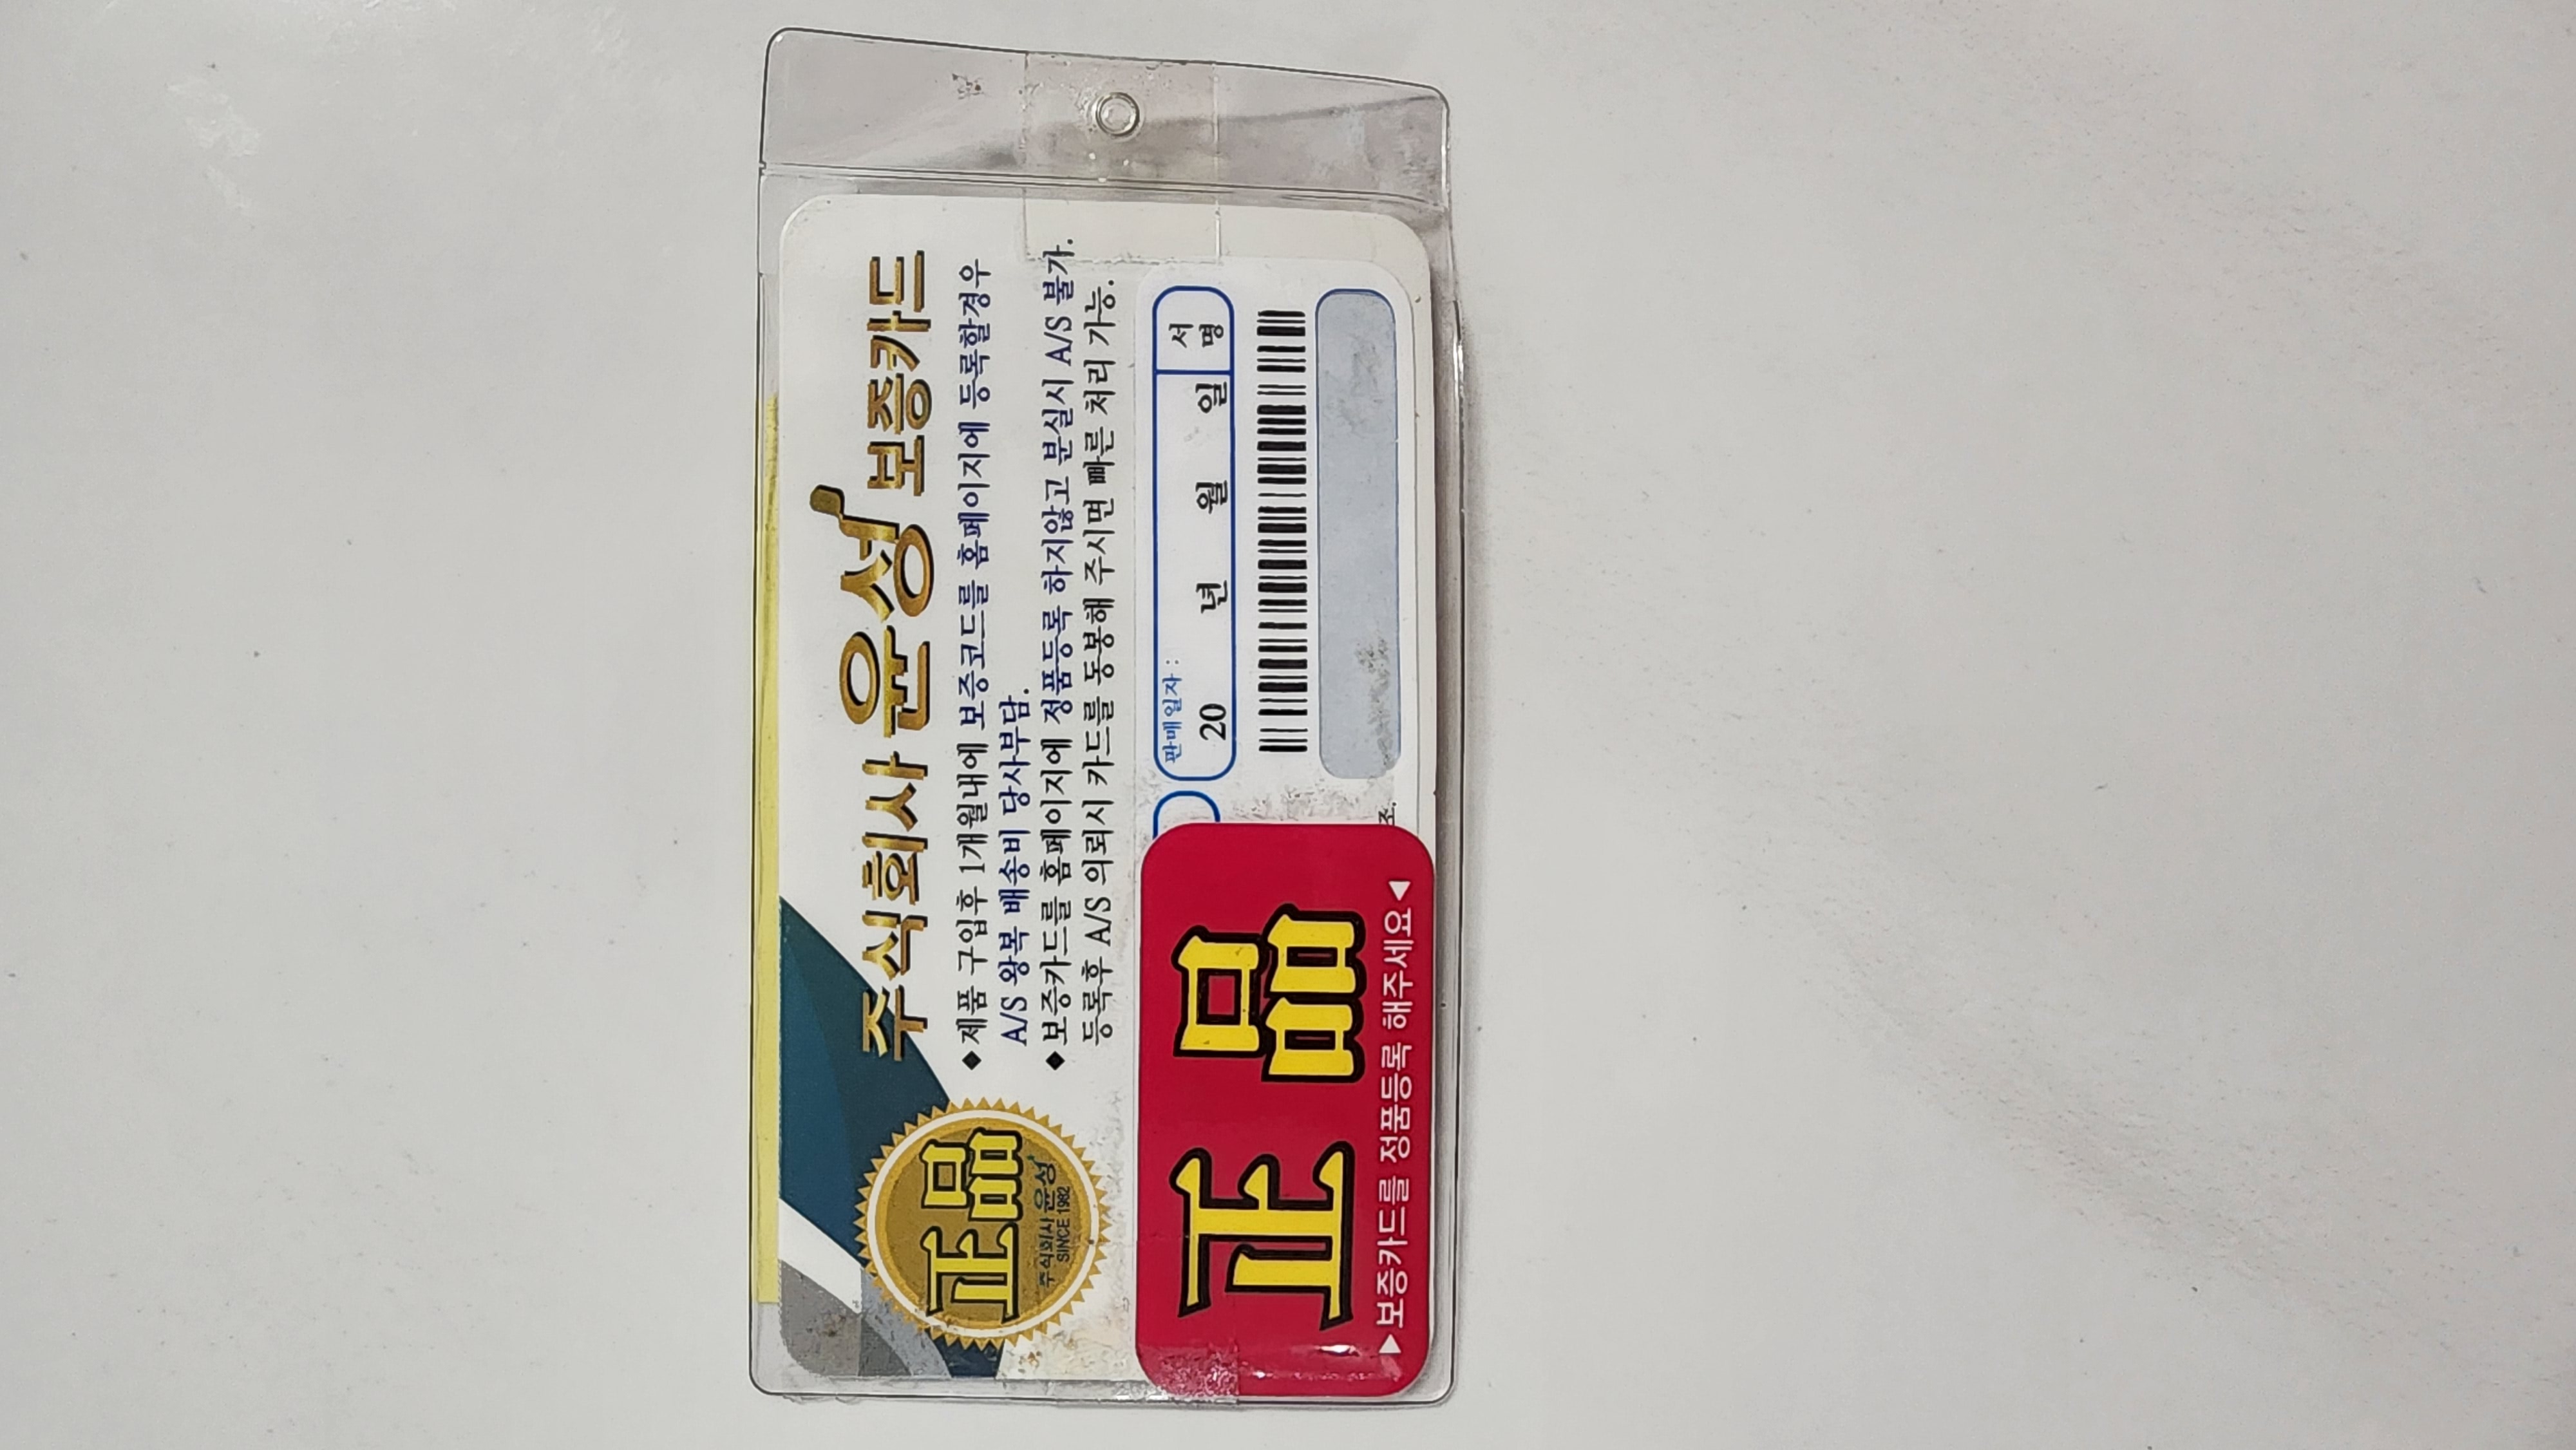 주식회사 윤성 보증카드
◆제품 구입후 1개월내에 보증코드를 홈페이지에 등록할경우
A/S 왕복 배송비 당사부담.
◆보증카드를 홈페이지에 정품등록 하지않고 분실시 A/S 불가.
등록후 A/S 의뢰시 카드를 동봉해 주시면 빠른 처리 가능.
正品
주식회사 윤성
SINCE 1982
판매일자 :
20 년 월 일
서명
조.
正品
▶보증카드를 정품등록 해주세요◀